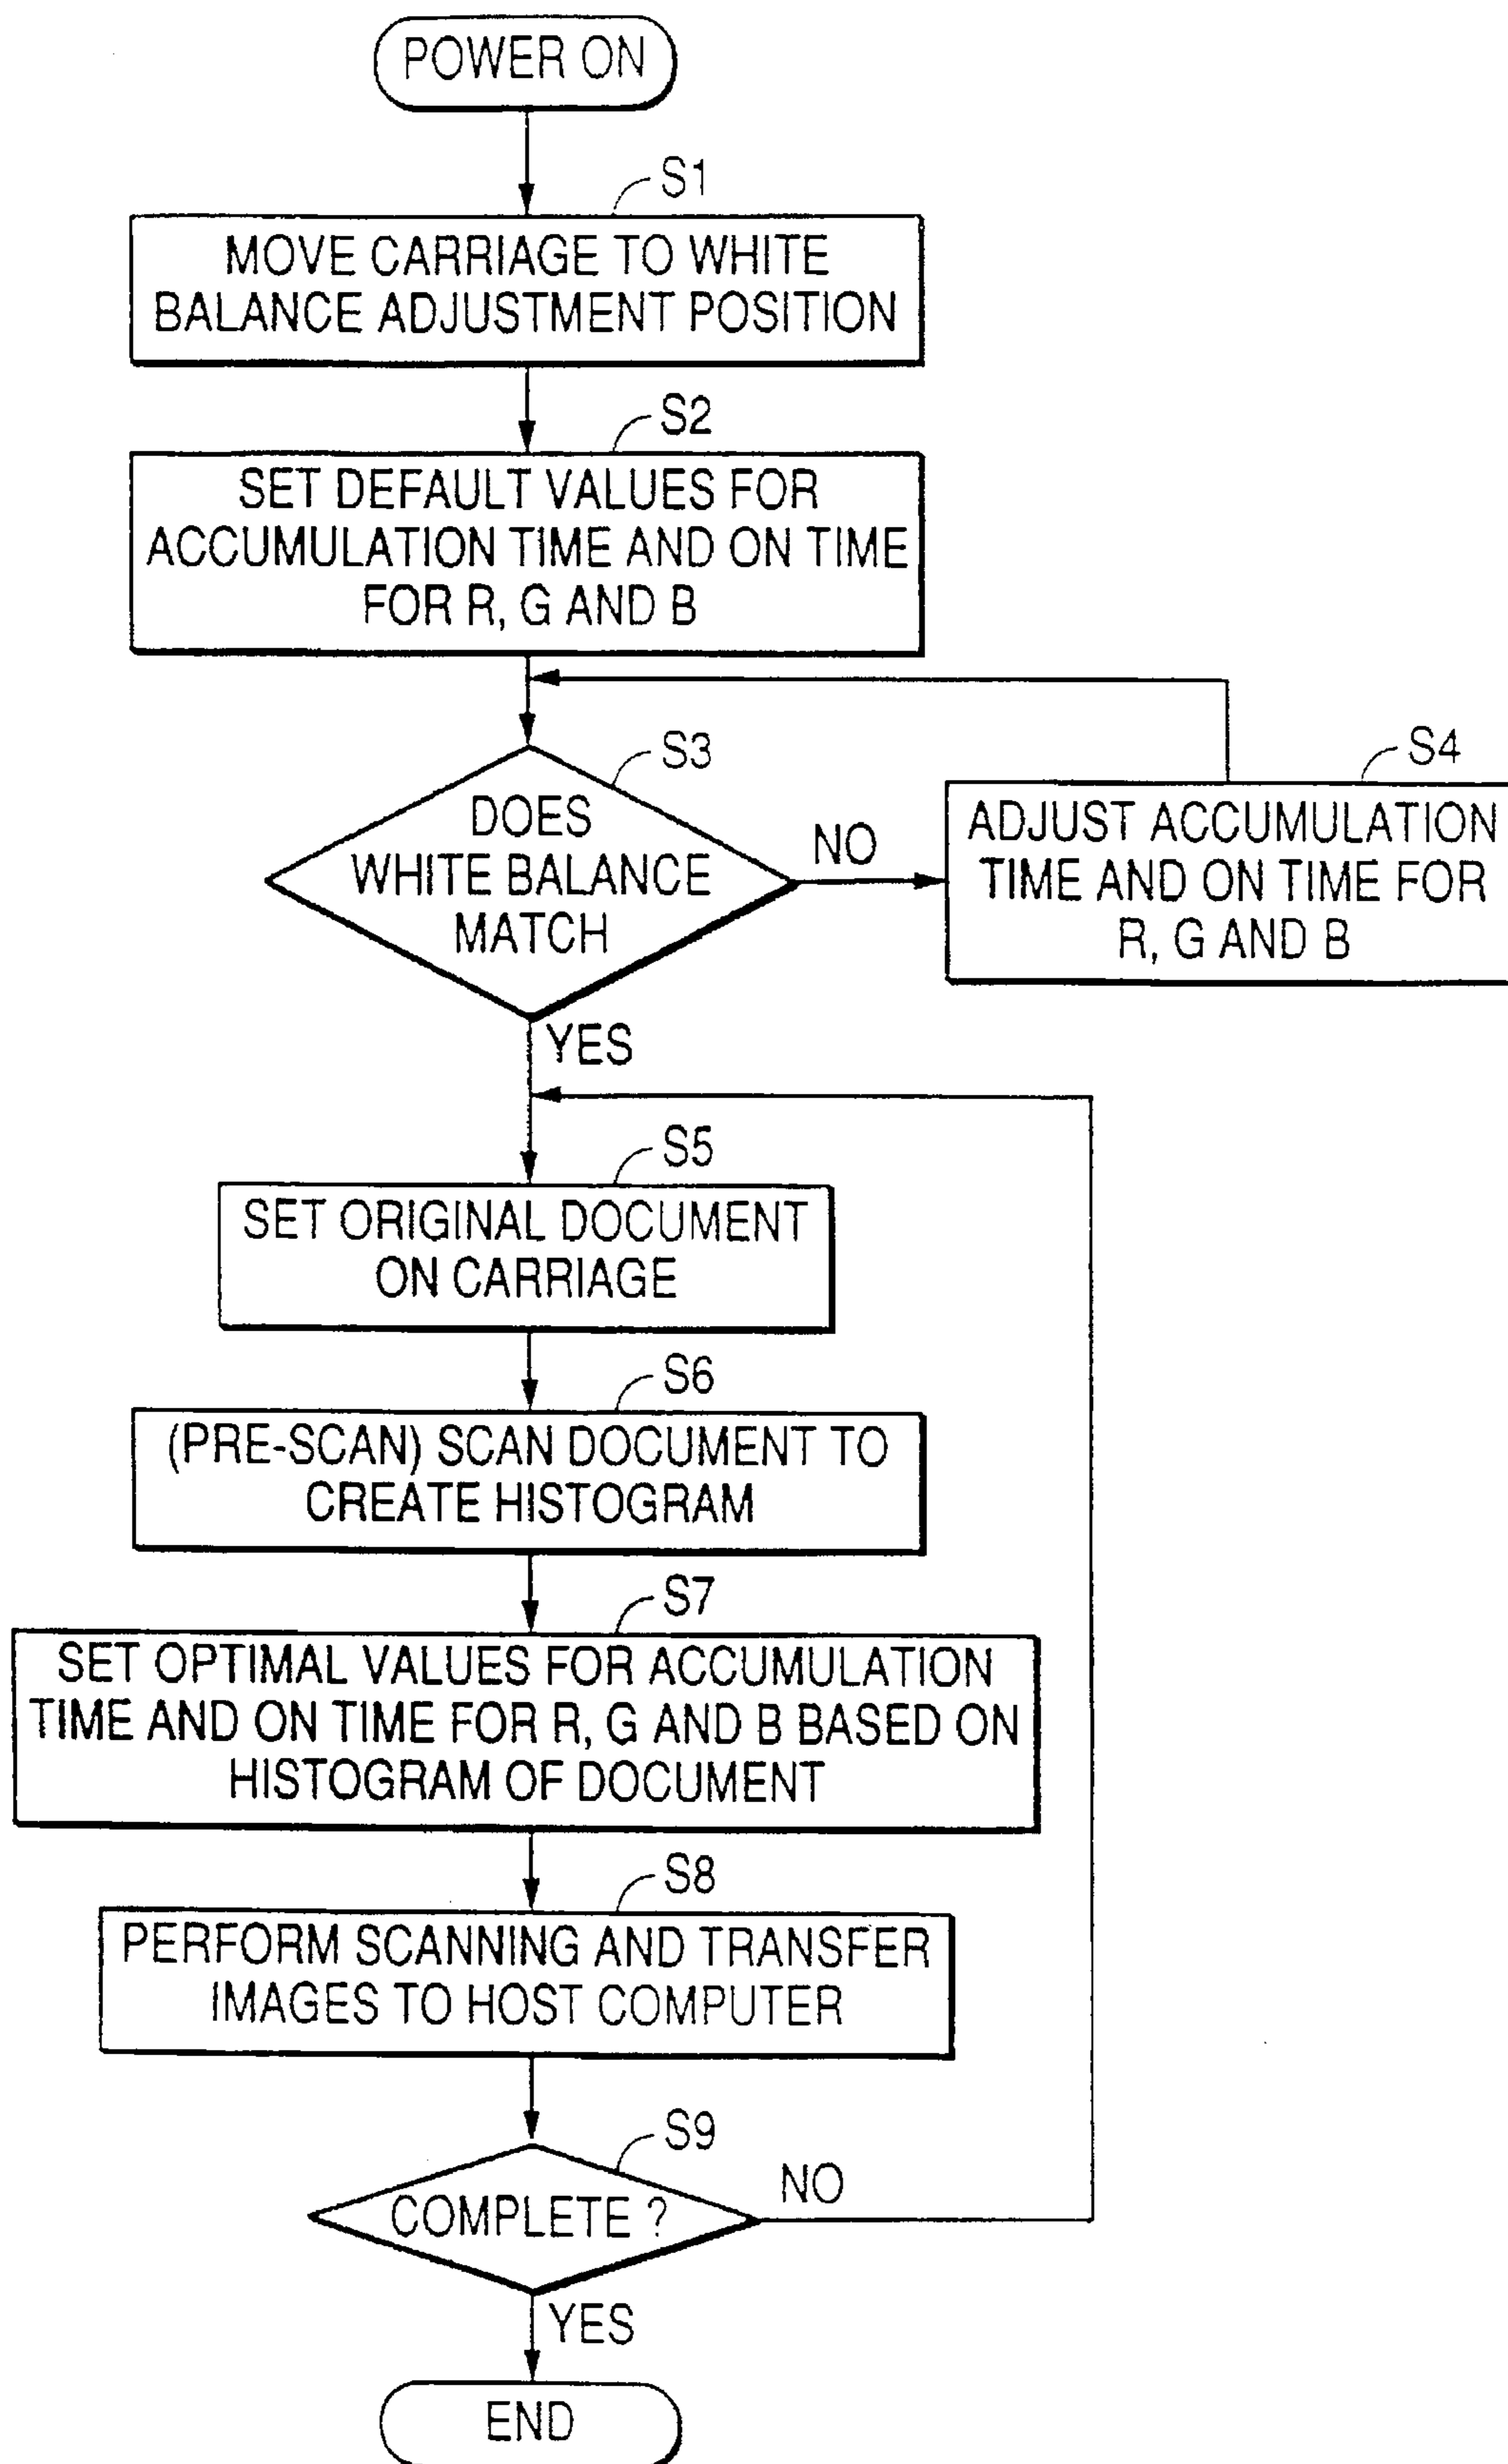 POWER ON
S1
MOVE CARRIAGE TO WHITE
BALANCE ADJUSTMENT POSITION
S2
SET DEFAULT VALUES FOR
ACCUMULATION TIME AND ON TIME
FOR R, G AND B
S3
DOES
WHITE BALANCE
MATCH
NO
S4
ADJUST ACCUMULATION
TIME AND ON TIME FOR
R, G AND B
YES
S5
SET ORIGINAL DOCUMENT
ON CARRIAGE
S6
(PRE-SCAN) SCAN DOCUMENT TO
CREATE HISTOGRAM
S7
SET OPTIMAL VALUES FOR ACCUMULATION
TIME AND ON TIME FOR R, G AND B BASED ON
HISTOGRAM OF DOCUMENT
S8
PERFORM SCANNING AND TRANSFER
IMAGES TO HOST COMPUTER
S9
COMPLETE ?
NO
YES
END